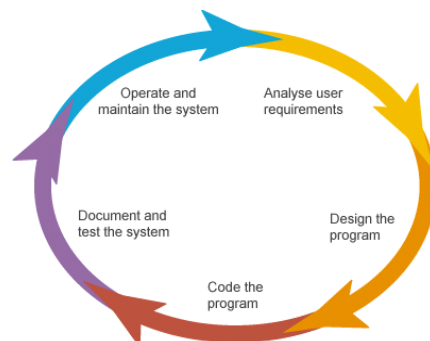 Operate and
maintain the system
Analyse user
requirements
Design the
program
Code the
program
Document and
test the system